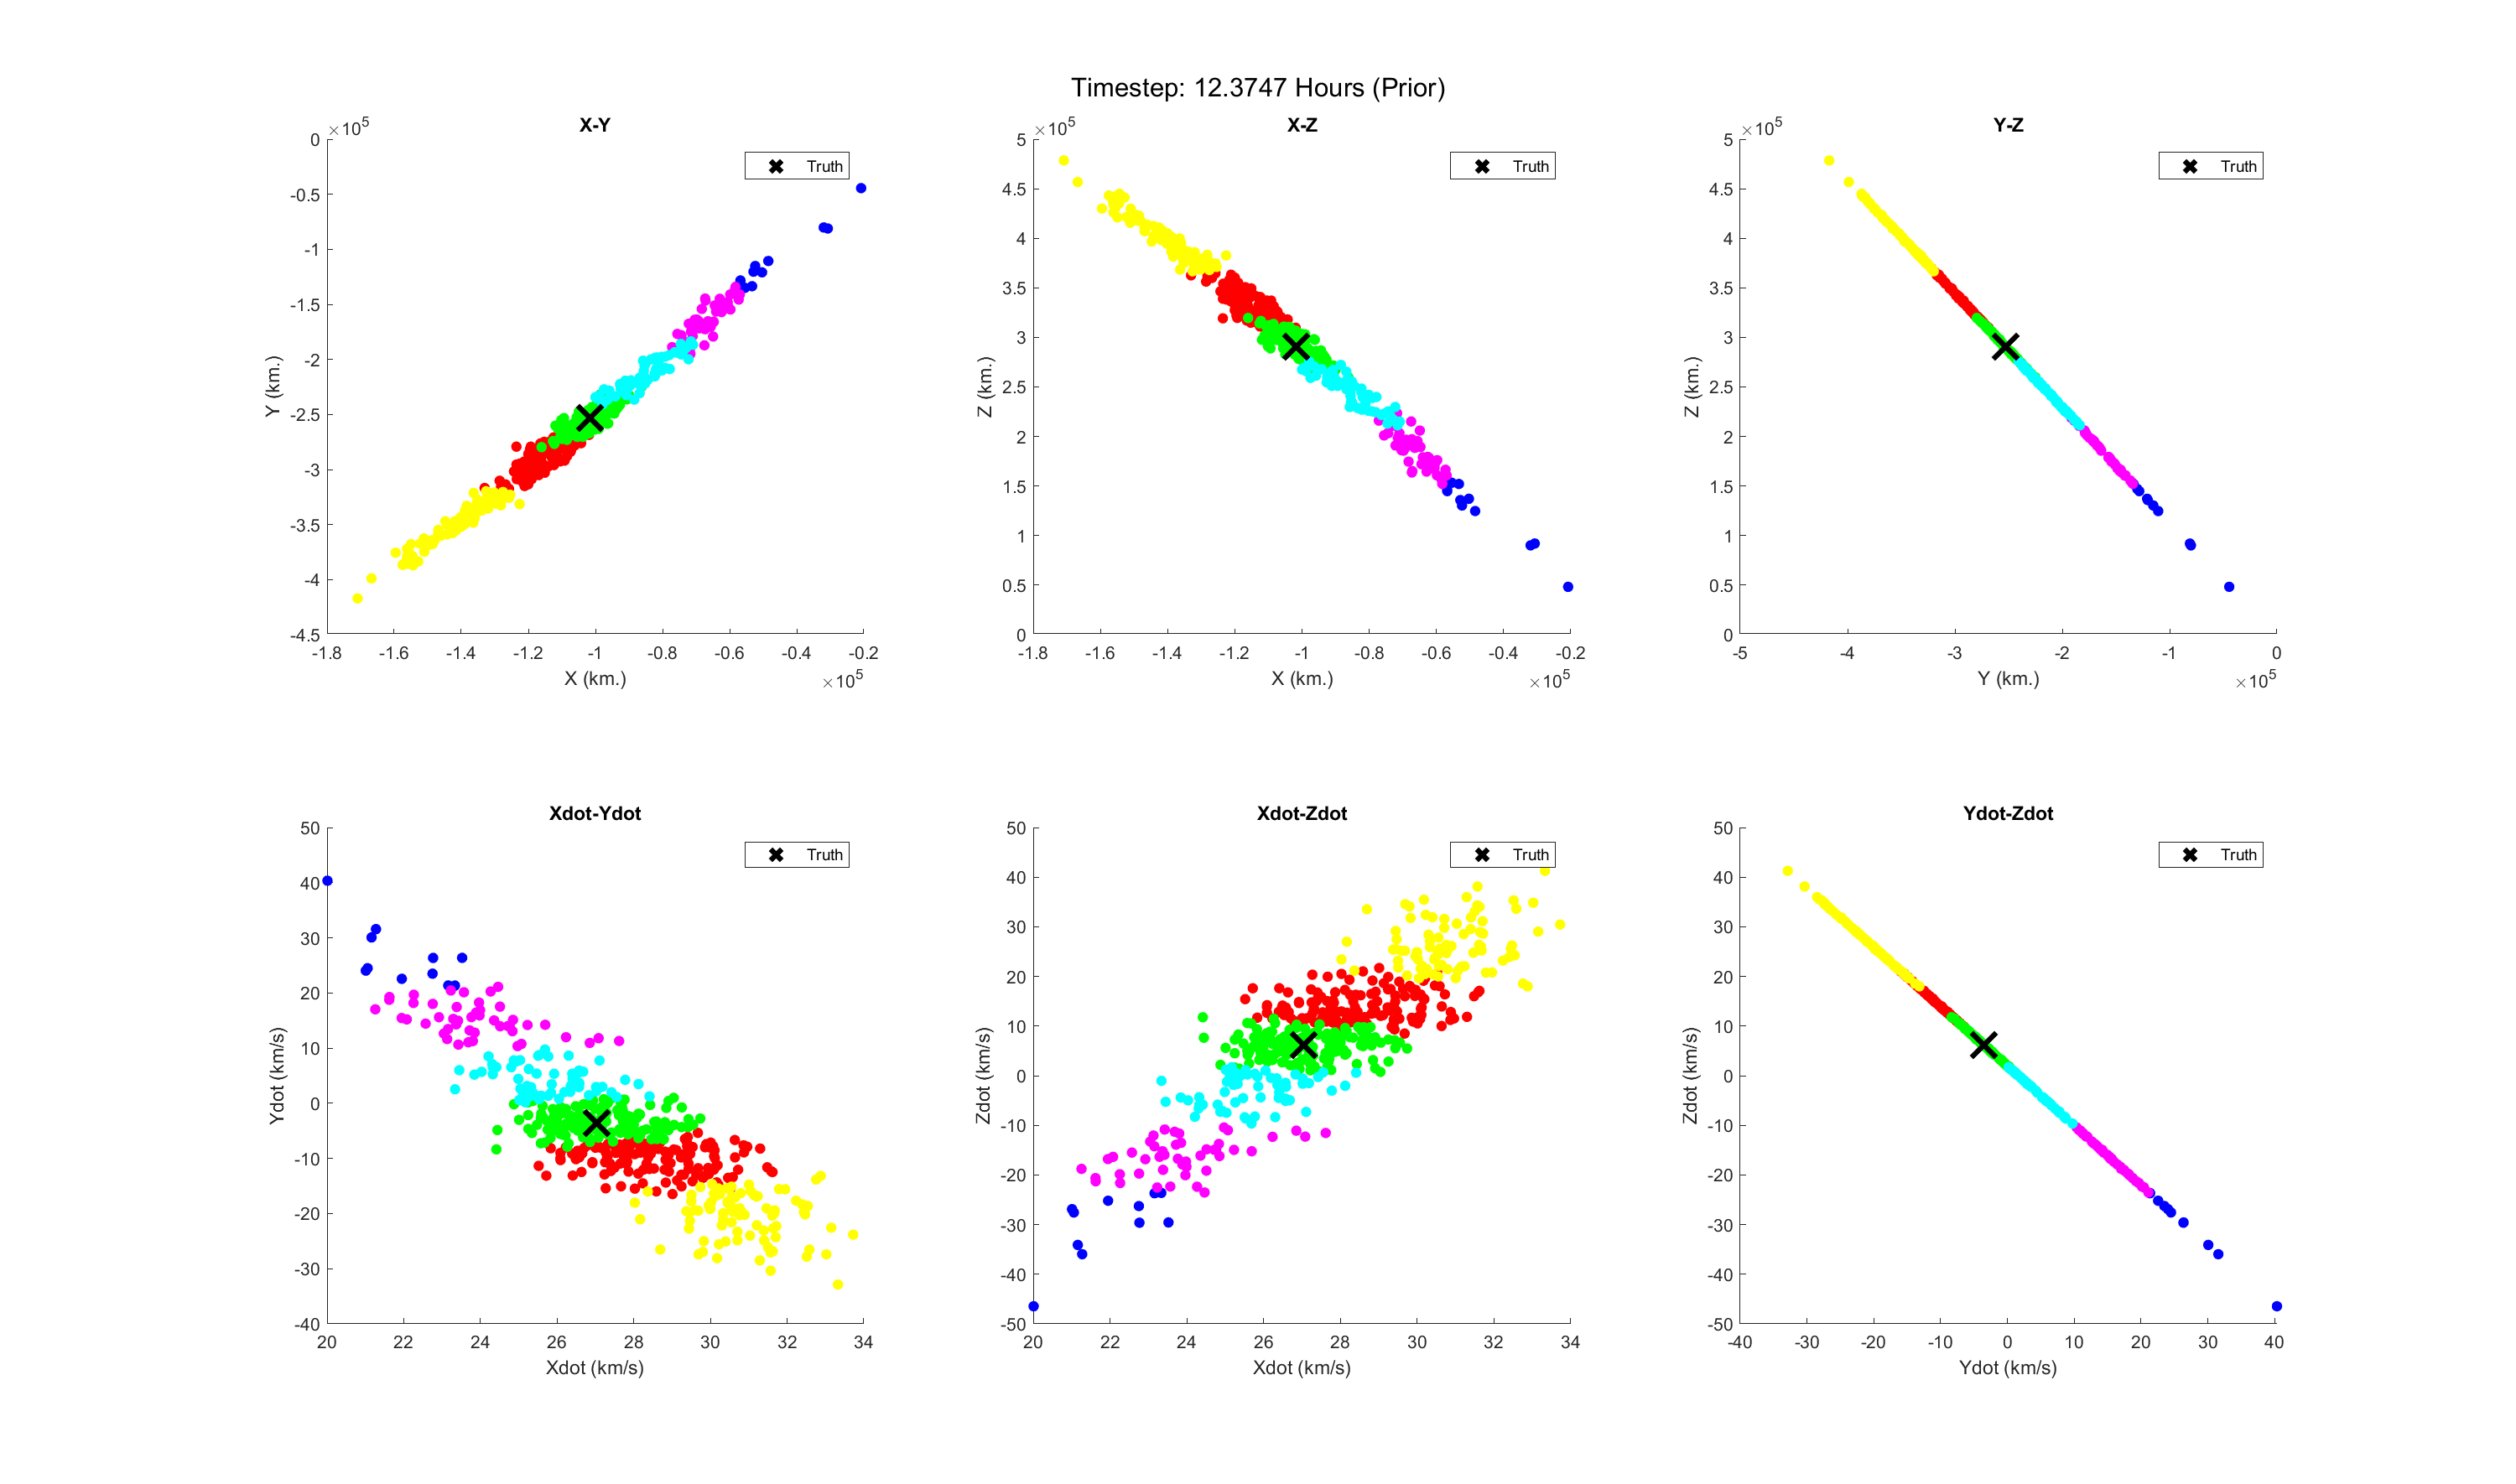 Timestep: 12.3747 Hours (Prior)
X-Y
×10^5
Truth
0
-0.5
-1
-1.5
-2
-2.5
-3
-3.5
-4
-4.5
Y (km.)
-1.8 -1.6 -1.4 -1.2 -1 -0.8 -0.6 -0.4 -0.2
X (km.)
×10^5
X-Z
×10^5
Truth
5
4.5
4
3.5
3
2.5
2
1.5
1
0.5
0
Z (km.)
-1.8 -1.6 -1.4 -1.2 -1 -0.8 -0.6 -0.4 -0.2
X (km.)
×10^5
Y-Z
×10^5
Truth
5
4.5
4
3.5
3
2.5
2
1.5
1
0.5
0
Z (km.)
-5 -4 -3 -2 -1 0
Y (km.)
×10^5
Xdot-Ydot
Truth
50
40
30
20
10
0
-10
-20
-30
-40
Ydot (km/s)
20 22 24 26 28 30 32 34
Xdot (km/s)
Xdot-Zdot
Truth
50
40
30
20
10
0
-10
-20
-30
-40
-50
Zdot (km/s)
20 22 24 26 28 30 32 34
Xdot (km/s)
Ydot-Zdot
Truth
50
40
30
20
10
0
-10
-20
-30
-40
-50
Zdot (km/s)
-40 -30 -20 -10 0 10 20 30 40
Ydot (km/s)